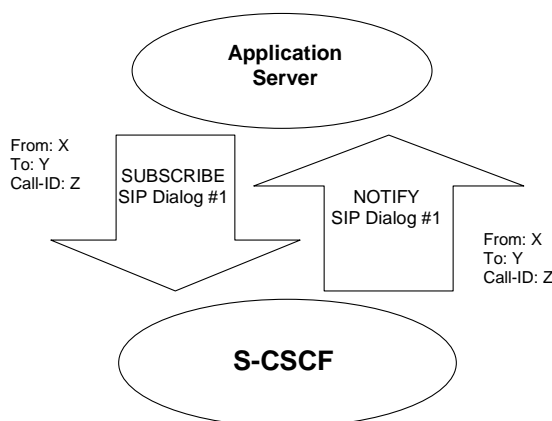 Application
Server
From: X
To: Y
Call-ID: Z
SUBSCRIBE
SIP Dialog #1
NOTIFY
SIP Dialog #1
From: X
To: Y
Call-ID: Z
S-CSCF